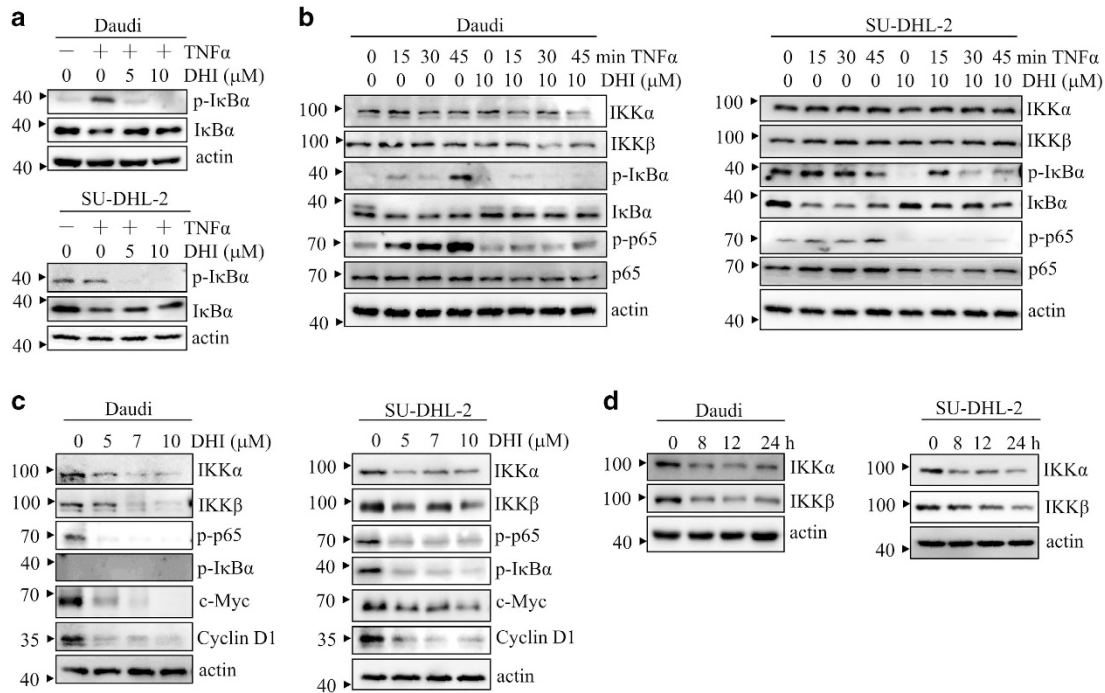 a
Daudi
— + + + TNFα
0 0 5 10 DHI (μM)
40 p-IκBα
40 IκBα
40 actin
SU-DHL-2
— + + + TNFα
0 0 5 10 DHI (μM)
40 p-IκBα
40 IκBα
40 actin
b
Daudi
0 15 30 45 0 15 30 45 min TNFα
0 0 0 0 10 10 10 10 DHI (μM)
100 IKKα
100 IKKβ
40 p-IκBα
40 IκBα
70 p-p65
70 p65
40 actin
SU-DHL-2
0 15 30 45 0 15 30 45
0 0 0 0 10 10 10 10
100 IKKα
100 IKKβ
40 p-IκBα
40 IκBα
70 p-p65
70 p65
40 actin
c
Daudi
0 5 7 10 DHI (μM)
100 IKKα
100 IKKβ
70 p-p65
40 p-IκBα
70 c-Myc
35 Cyclin D1
40 actin
SU-DHL-2
0 5 7 10 DHI (μM)
100 IKKα
100 IKKβ
70 p-p65
40 p-IκBα
70 c-Myc
35 Cyclin D1
40 actin
d
Daudi
0 8 12 24 h
100 IKKα
100 IKKβ
40 actin
SU-DHL-2
0 8 12 24 h
100 IKKα
100 IKKβ
40 actin